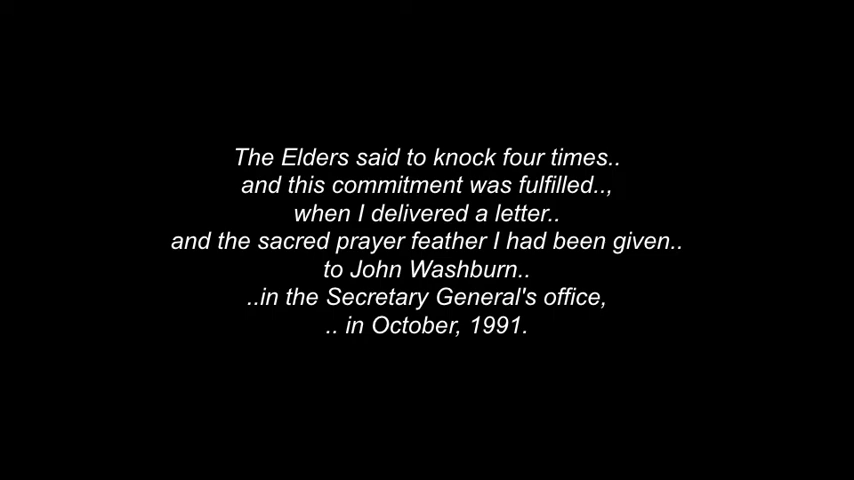 The Elders said to knock four times..
and this commitment was fulfilled..,
when I delivered a letter..
and the sacred prayer feather I had been given..
to John Washburn..
..in the Secretary General's office,
.. in October, 1991.